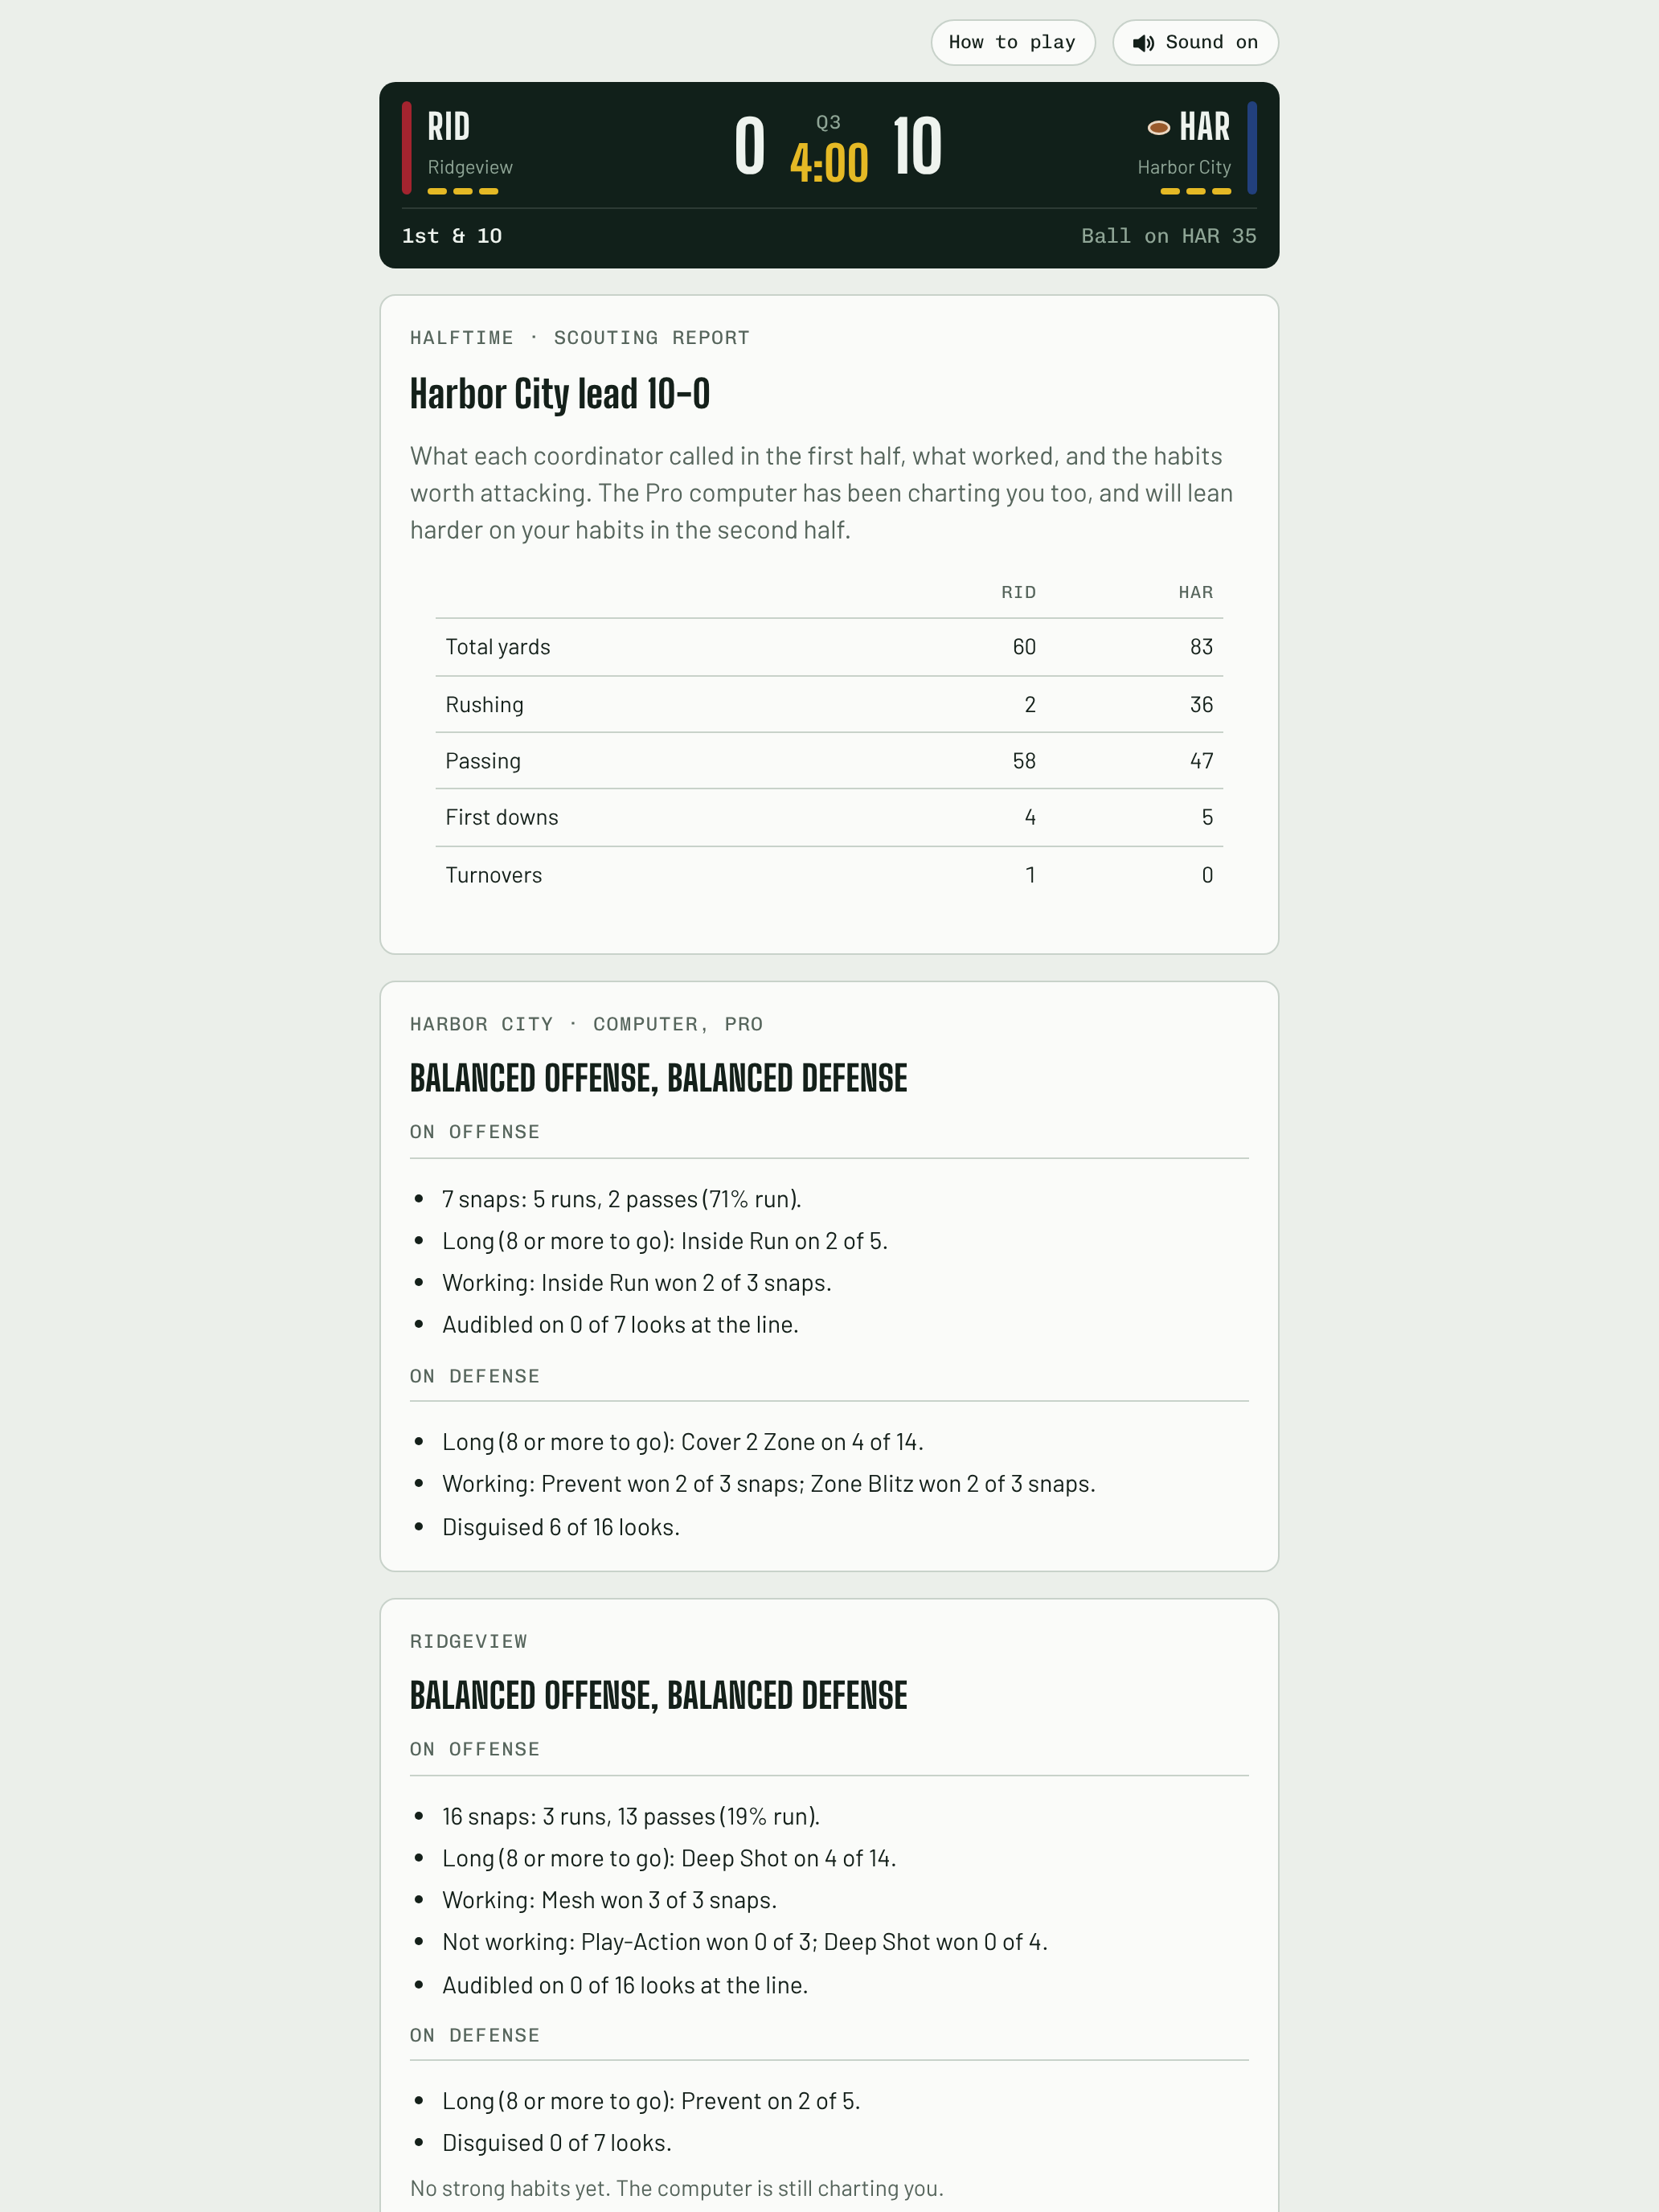 How to play
Sound on
RID
Ridgeview
0
Q3
4:00
10
HAR
Harbor City
1st & 10
Ball on HAR 35
HALFTIME · SCOUTING REPORT
Harbor City lead 10–0
What each coordinator called in the first half, what worked, and the habits
worth attacking. The Pro computer has been charting you too, and will lean
harder on your habits in the second half.
RID HAR
Total yards 60 83
Rushing 2 36
Passing 58 47
First downs 4 5
Turnovers 1 0
HARBOR CITY · COMPUTER, PRO
BALANCED OFFENSE, BALANCED DEFENSE
ON OFFENSE
• 7 snaps: 5 runs, 2 passes (71% run).
• Long (8 or more to go): Inside Run on 2 of 5.
• Working: Inside Run won 2 of 3 snaps.
• Audibled on 0 of 7 looks at the line.
ON DEFENSE
• Long (8 or more to go): Cover 2 Zone on 4 of 14.
• Working: Prevent won 2 of 3 snaps; Zone Blitz won 2 of 3 snaps.
• Disguised 6 of 16 looks.
RIDGEVIEW
BALANCED OFFENSE, BALANCED DEFENSE
ON OFFENSE
• 16 snaps: 3 runs, 13 passes (19% run).
• Long (8 or more to go): Deep Shot on 4 of 14.
• Working: Mesh won 3 of 3 snaps.
• Not working: Play-Action won 0 of 3; Deep Shot won 0 of 4.
• Audibled on 0 of 16 looks at the line.
ON DEFENSE
• Long (8 or more to go): Prevent on 2 of 5.
• Disguised 0 of 7 looks.
No strong habits yet. The computer is still charting you.